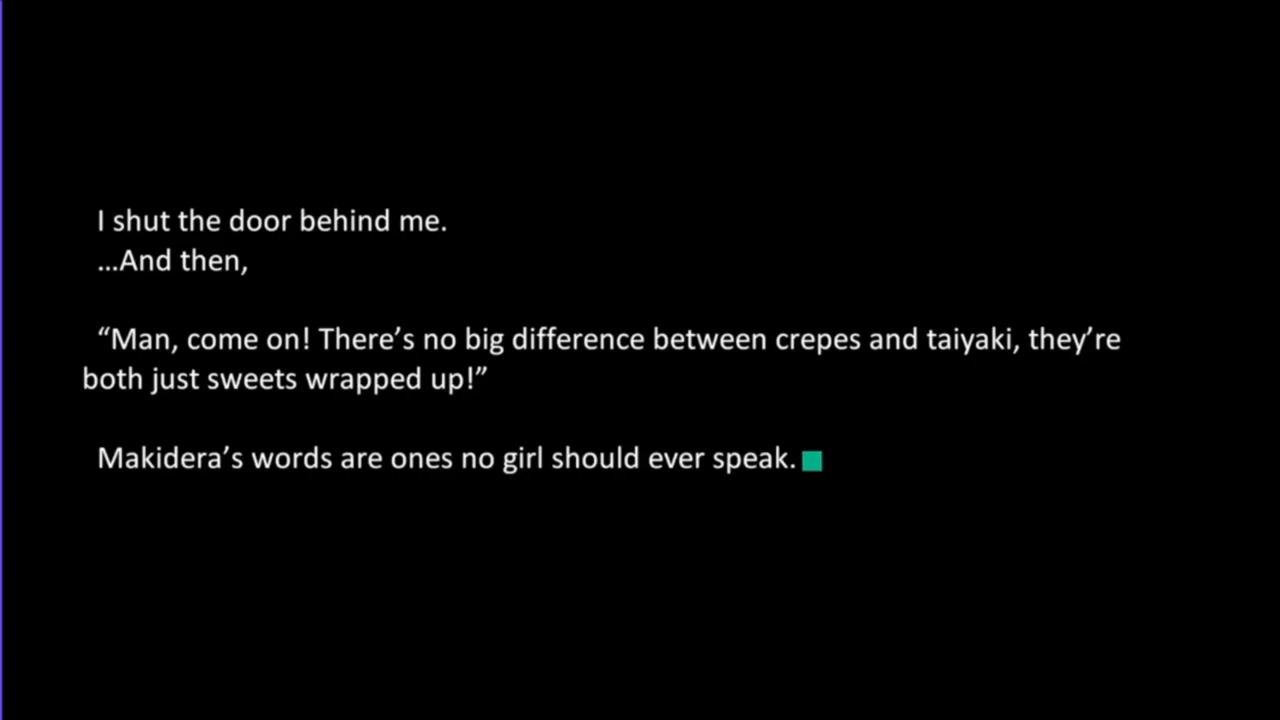 I shut the door behind me.
…And then,
“Man, come on! There’s no big difference between crepes and taiyaki, they’re
both just sweets wrapped up!”
Makidera’s words are ones no girl should ever speak.